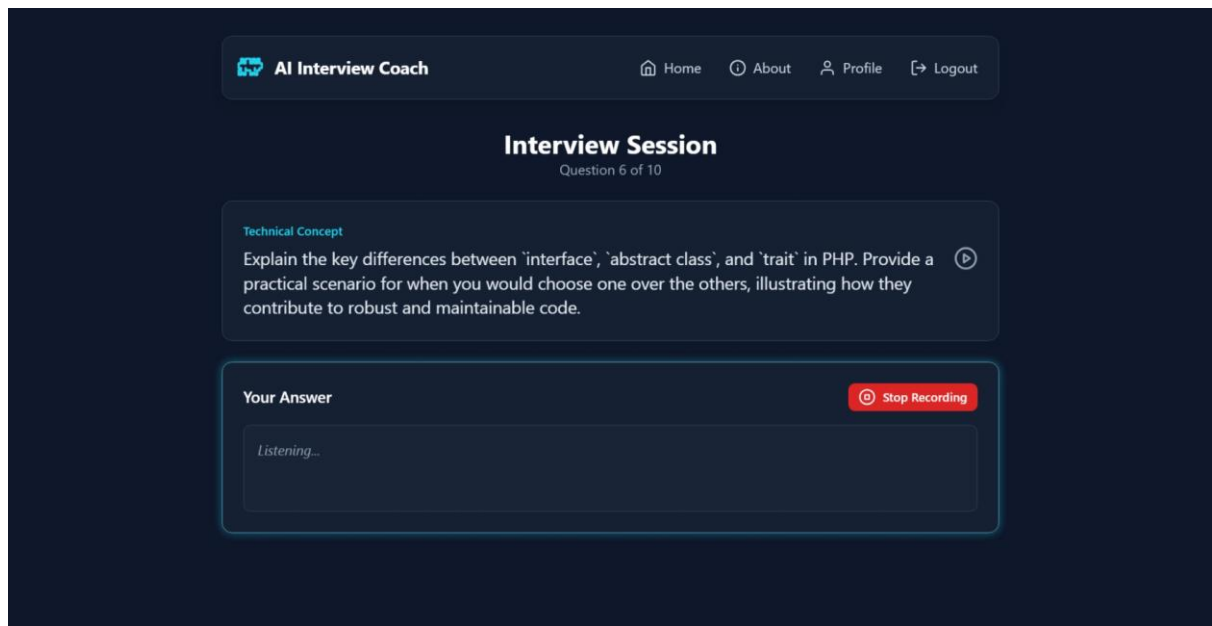 AI Interview Coach
Home
About
Profile
Logout
Interview Session
Question 6 of 10
Technical Concept
Explain the key differences between `interface`, `abstract class`, and `trait` in PHP. Provide a
practical scenario for when you would choose one over the others, illustrating how they
contribute to robust and maintainable code.
Your Answer
Stop Recording
Listening...